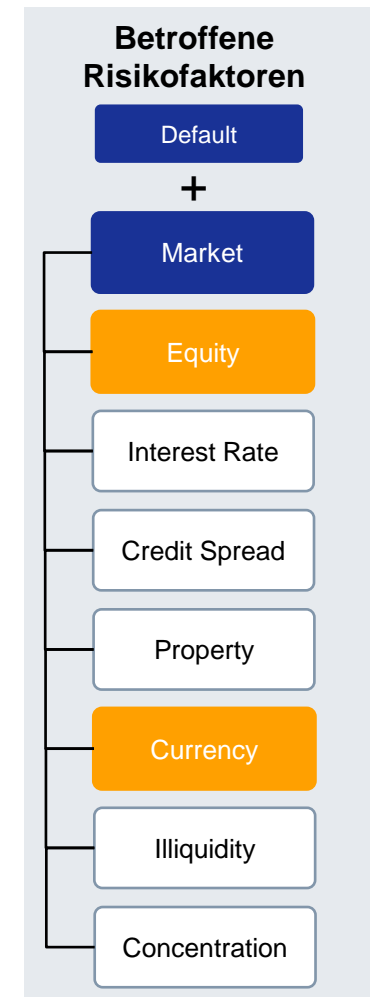 Betroffene
Risikofaktoren
Default
+
Market
Equity
Interest Rate
Credit Spread
Property
Currency
Illiquidity
Concentration